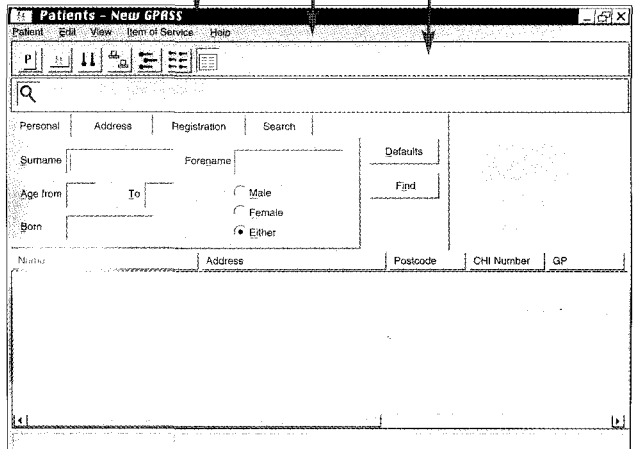 Patients - New GPASS
Patient Edit View Item of Service Help
P
Personal Address Registration Search
Surname Forename Defaults
Age from To Male Find
Female
Born Either
Name Address Postcode CHI Number GP